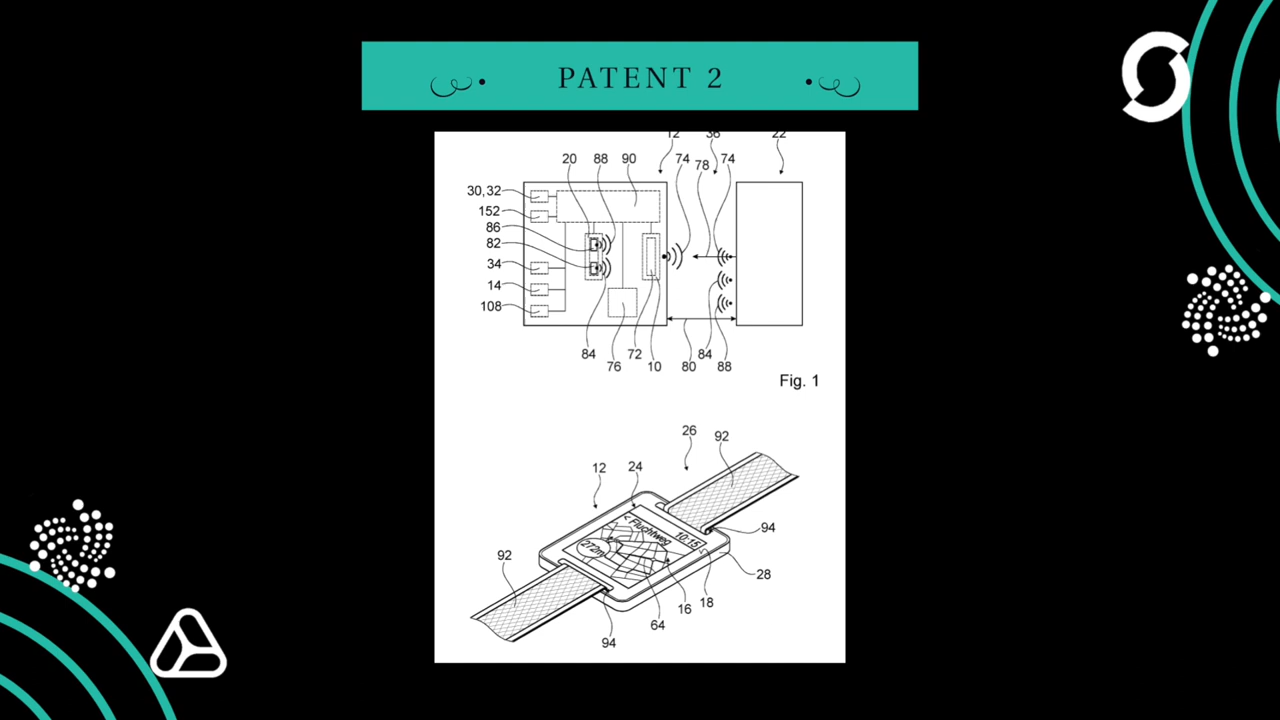 PATENT 2
12 36 22
20 88 90 74 78 74
30,32
152
86
82
34
14
108
84 76 72 10 80 84 88
Fig. 1
26 92
12 24
< Fluchtweg 10:15
272m
94
92
28
18
16
64
94